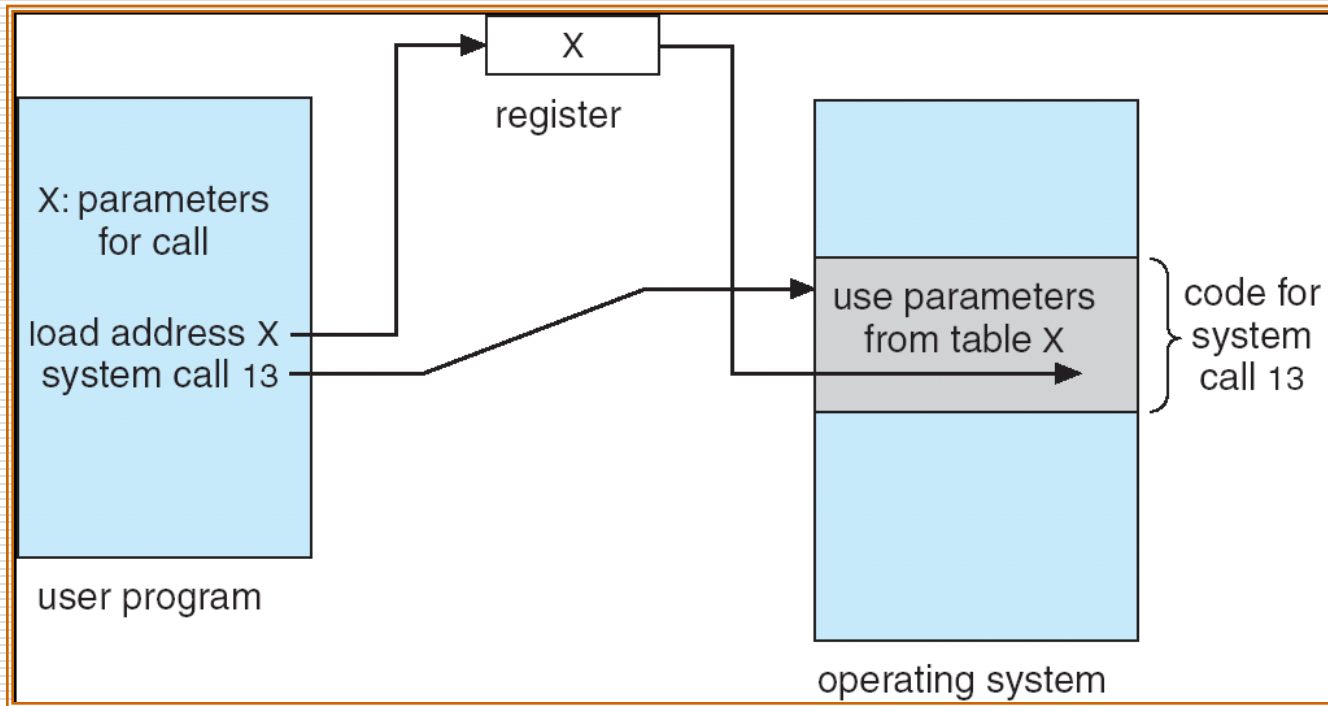 X
register
X: parameters
for call
load address X
system call 13
use parameters
from table X
code for
system
call 13
user program
operating system